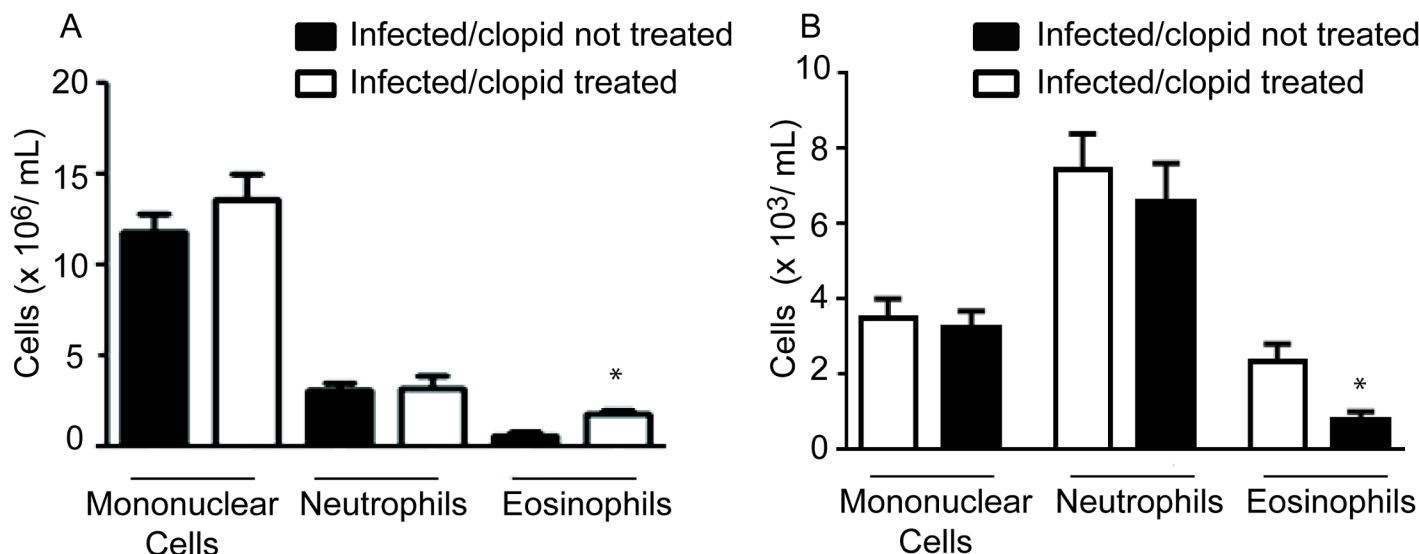 A
Infected/clopid not treated
Infected/clopid treated
Cells (x 10⁶/ mL)
20
15
10
5
0
*
Mononuclear
Cells
Neutrophils
Eosinophils
B
Infected/clopid not treated
Infected/clopid treated
Cells (x 10³/ mL)
10
8
6
4
2
0
*
Mononuclear
Cells
Neutrophils
Eosinophils